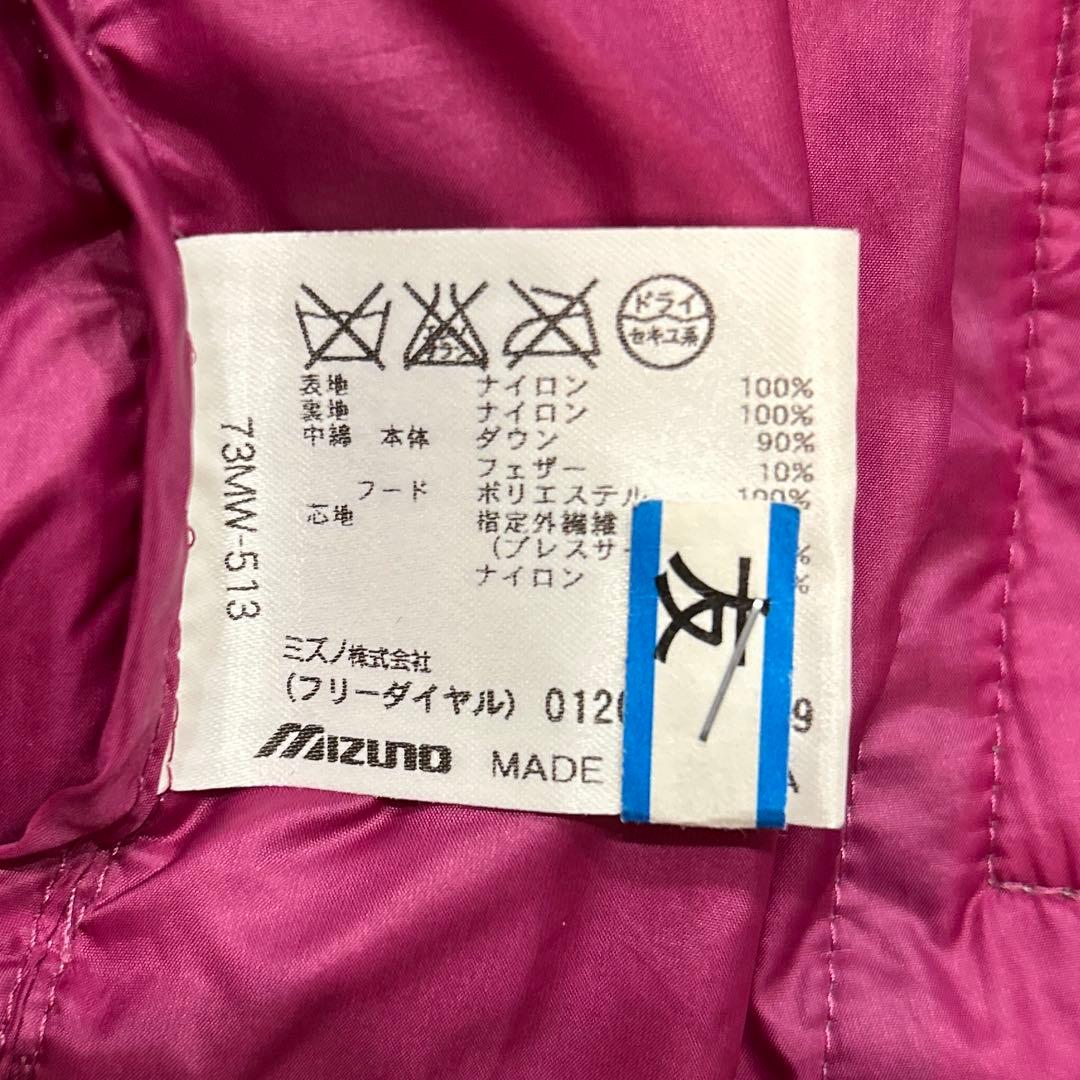 ドライ
セキユ系
表地 ナイロン 100%
裏地 ナイロン 100%
中綿 本体 ダウン 90%
フェザー 10%
フード ポリエステル 100%
芯地 指定外繊維
(ブレスサー %
ナイロン %
73MW-513
ミズノ株式会社
(フリーダイヤル) 012 9
MIZUNO MADE A
友